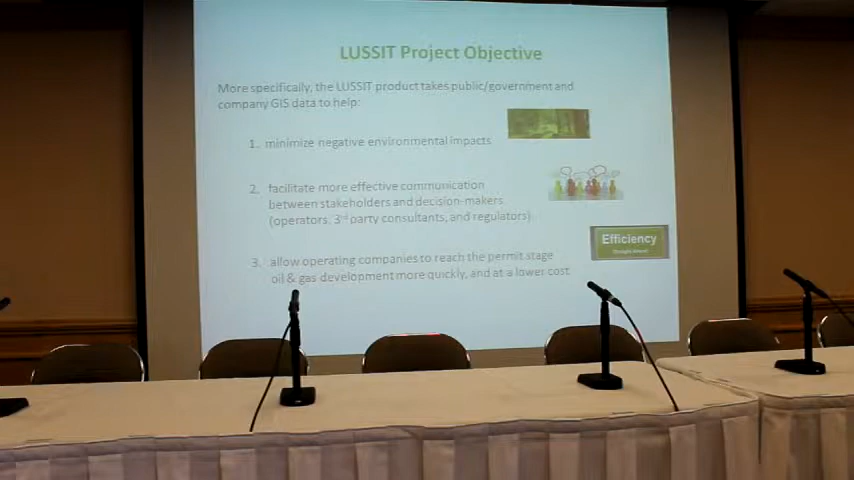 LUSSIT Project Objective
More specifically, the LUSSIT product takes public/government and
company GIS data to help:
1. minimize negative environmental impacts
2. facilitate more effective communication
between stakeholders and decision-makers
(operators, 3rd party consultants, and regulators)
Efficiency
3. allow operating companies to reach the permit stage
oil & gas development more quickly, and at a lower cost